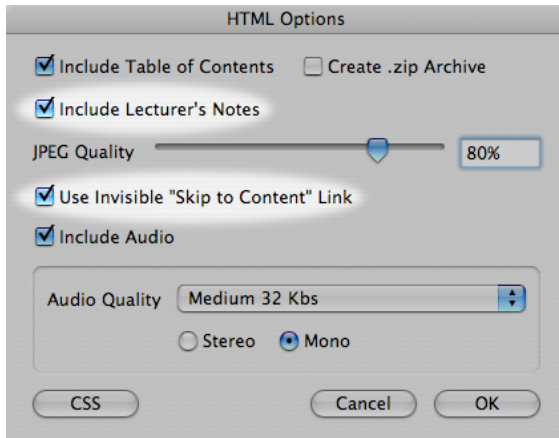 HTML Options
Include Table of Contents Create .zip Archive
Include Lecturer's Notes
JPEG Quality 80%
Use Invisible "Skip to Content" Link
Include Audio
Audio Quality Medium 32 Kbs
Stereo Mono
CSS Cancel OK